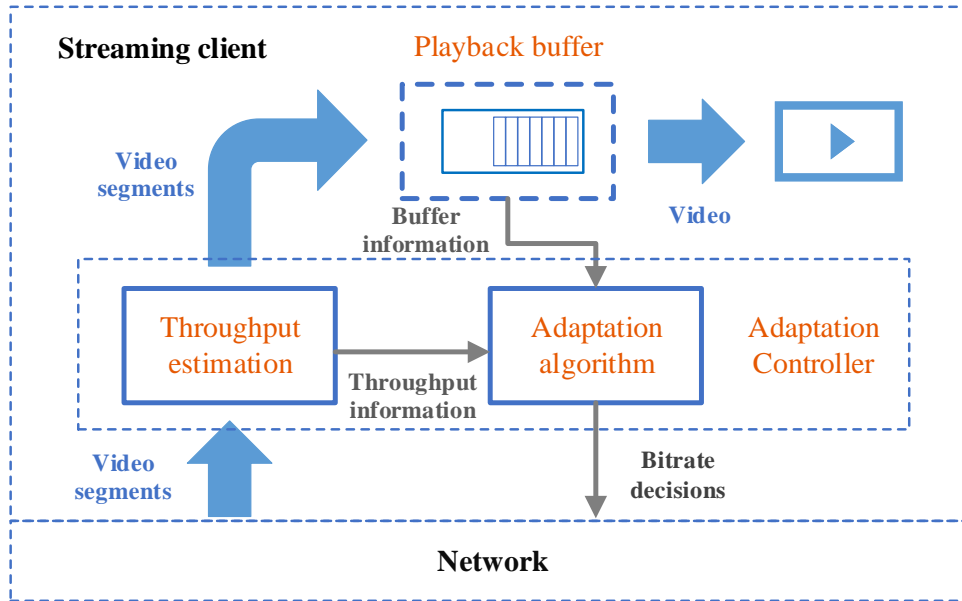 Streaming client
Playback buffer
Video
segments
Video
Buffer
information
Throughput
estimation
Throughput
information
Adaptation
algorithm
Adaptation
Controller
Video
segments
Bitrate
decisions
Network